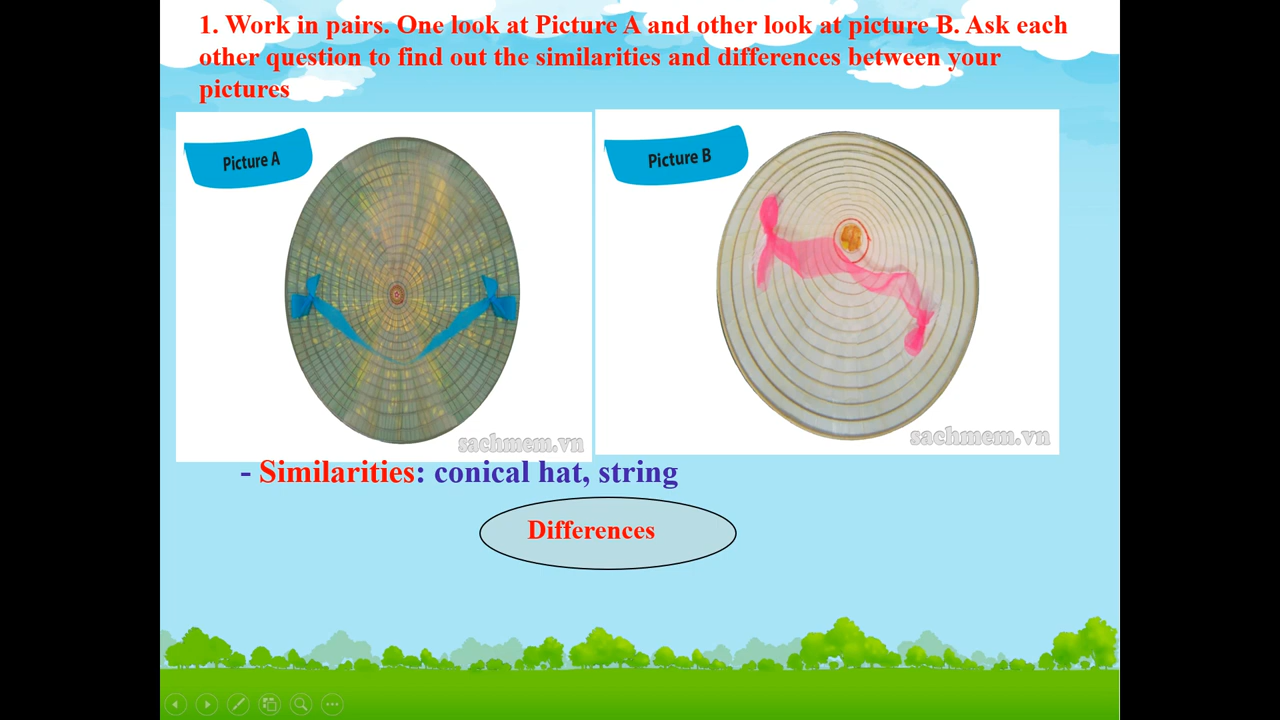 1. Work in pairs. One look at Picture A and other look at picture B. Ask each
other question to find out the similarities and differences between your
pictures
Picture A
Picture B
sachmem.vn
sachmem.vn
- Similarities: conical hat, string
Differences